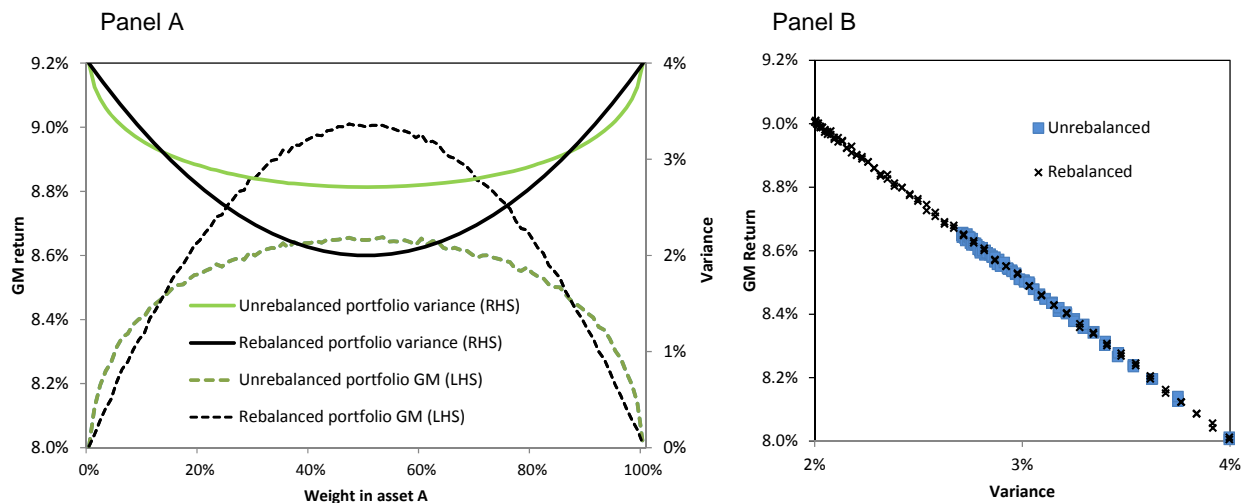 Panel A
9.2%
9.0%
8.8%
8.6%
8.4%
8.2%
8.0%
GM return
4%
3%
2%
1%
0%
Variance
Unrebalanced portfolio variance (RHS)
Rebalanced portfolio variance (RHS)
Unrebalanced portfolio GM (LHS)
Rebalanced portfolio GM (LHS)
0% 20% 40% 60% 80% 100%
Weight in asset A
Panel B
9.2%
9.0%
8.8%
8.6%
8.4%
8.2%
8.0%
GM Return
Unrebalanced
Rebalanced
2% 3% 4%
Variance